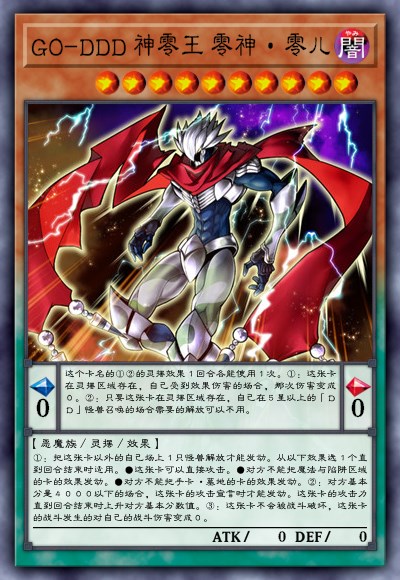 GO-DDD 神零王 零神・零儿
やみ
闇
这个卡名的①②的灵摆效果1回合各能使用1次。①:这张卡
在灵摆区域存在,自己受到效果伤害的场合,那次伤害变成
0。②:只要这张卡在灵摆区域存在,自己在5星以上的「D
D」怪兽召唤的场合需要的解放可以不用。
0
0
【恶魔族/灵摆/效果】
①:把这张卡以外的自己场上1只怪兽解放才能发动。从以下效果选1个直
到回合结束时适用。●这张卡可以直接攻击。●对方不能把魔法与陷阱区域
的卡的效果发动。●对方不能把手卡·墓地的卡的效果发动。②:对方基本
分是4000以下的场合,这张卡的攻击宣言时才能发动。这张卡的攻击力
直到回合结束时上升对方基本分数值。③:这张卡不会被战斗破坏,这张卡
的战斗发生的对自己的战斗伤害变成0。
ATK/ 0 DEF/ 0